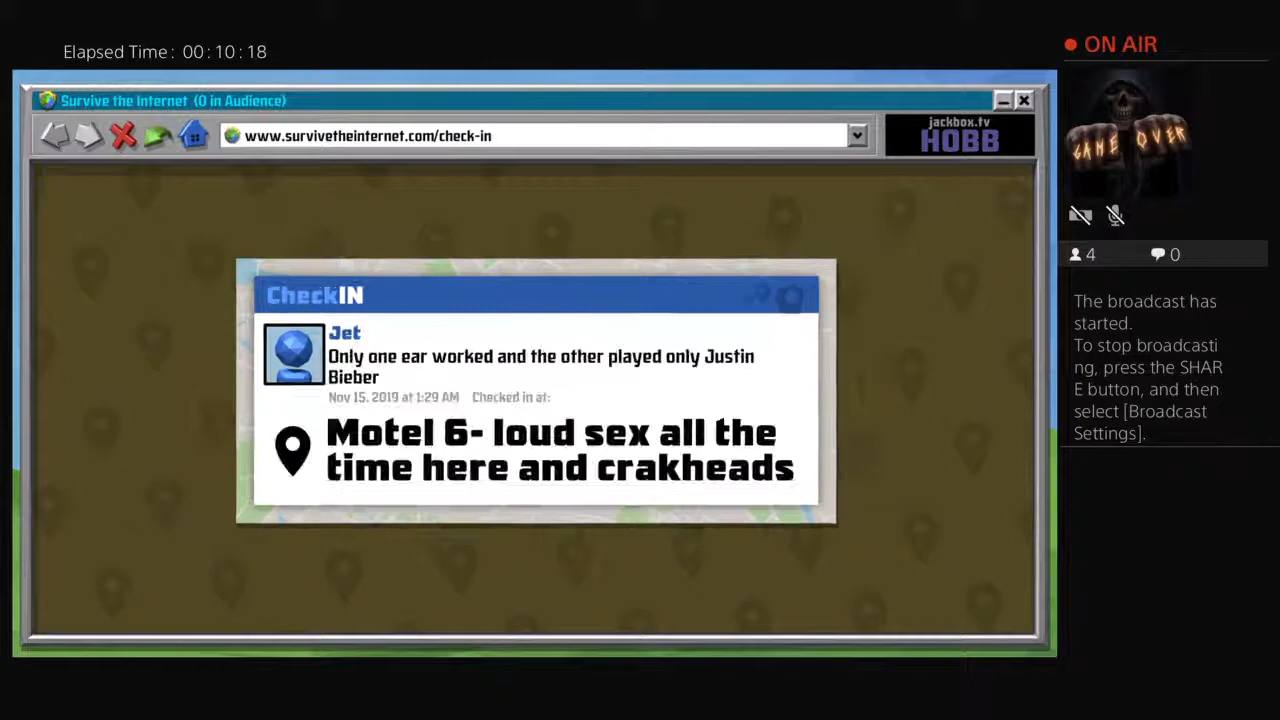 Elapsed Time: 00:10:18
ON AIR
Survive the Internet (0 in Audience)
www.survivetheinternet.com/check-in
jackbox.tv
HOBB
GAME OVER
4
0
CheckIN
Jet
Only one ear worked and the other played only Justin
Bieber
Nov 15, 2019 at 1:29 AM Checked in at:
Motel 6- loud sex all the
time here and crakheads
The broadcast has
started.
To stop broadcasti
ng, press the SHAR
E button, and then
select [Broadcast
Settings].